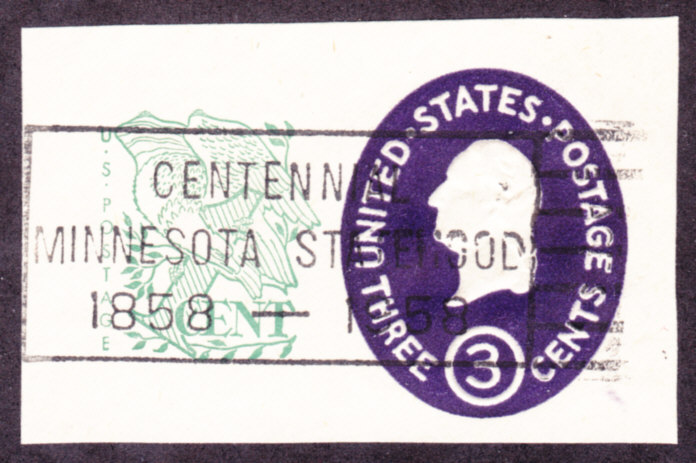 U.S. POSTAGE
CENT
UNITED · STATES · POSTAGE
THREE CENTS
3
CENTENNIAL
MINNESOTA STATEHOOD
1858 — 1958